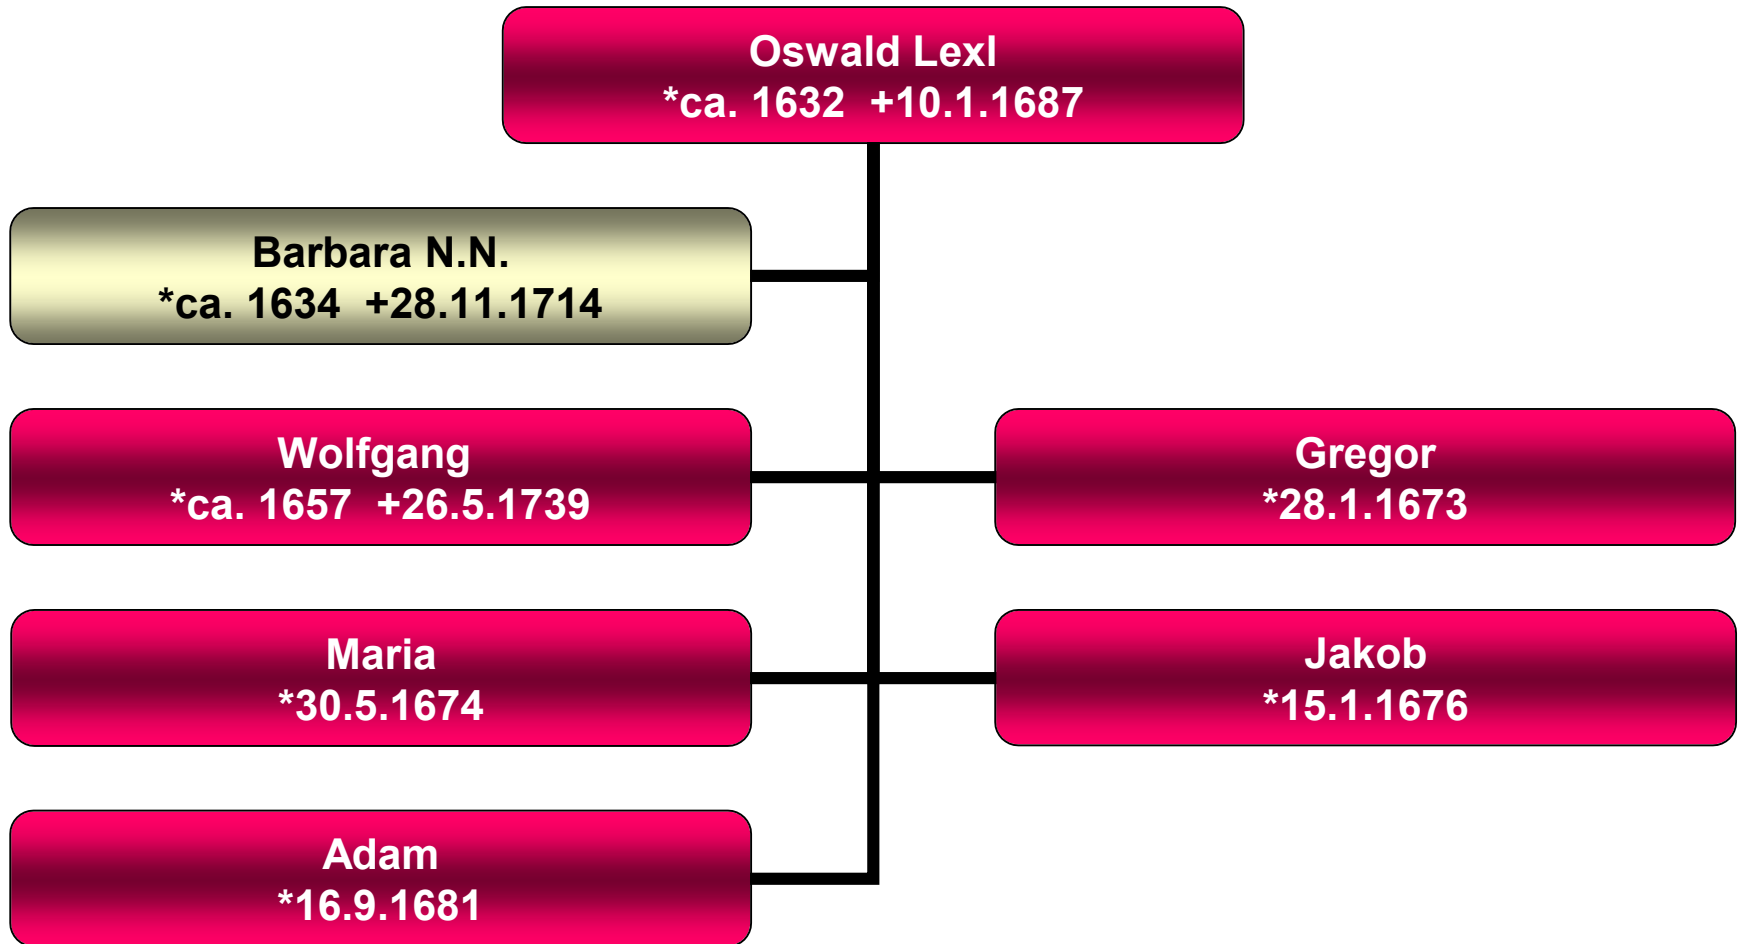 Oswald Lexl
*ca. 1632  +10.1.1687
Barbara N.N.
*ca. 1634  +28.11.1714
Wolfgang
*ca. 1657  +26.5.1739
Gregor
*28.1.1673
Maria
*30.5.1674
Jakob
*15.1.1676
Adam
*16.9.1681